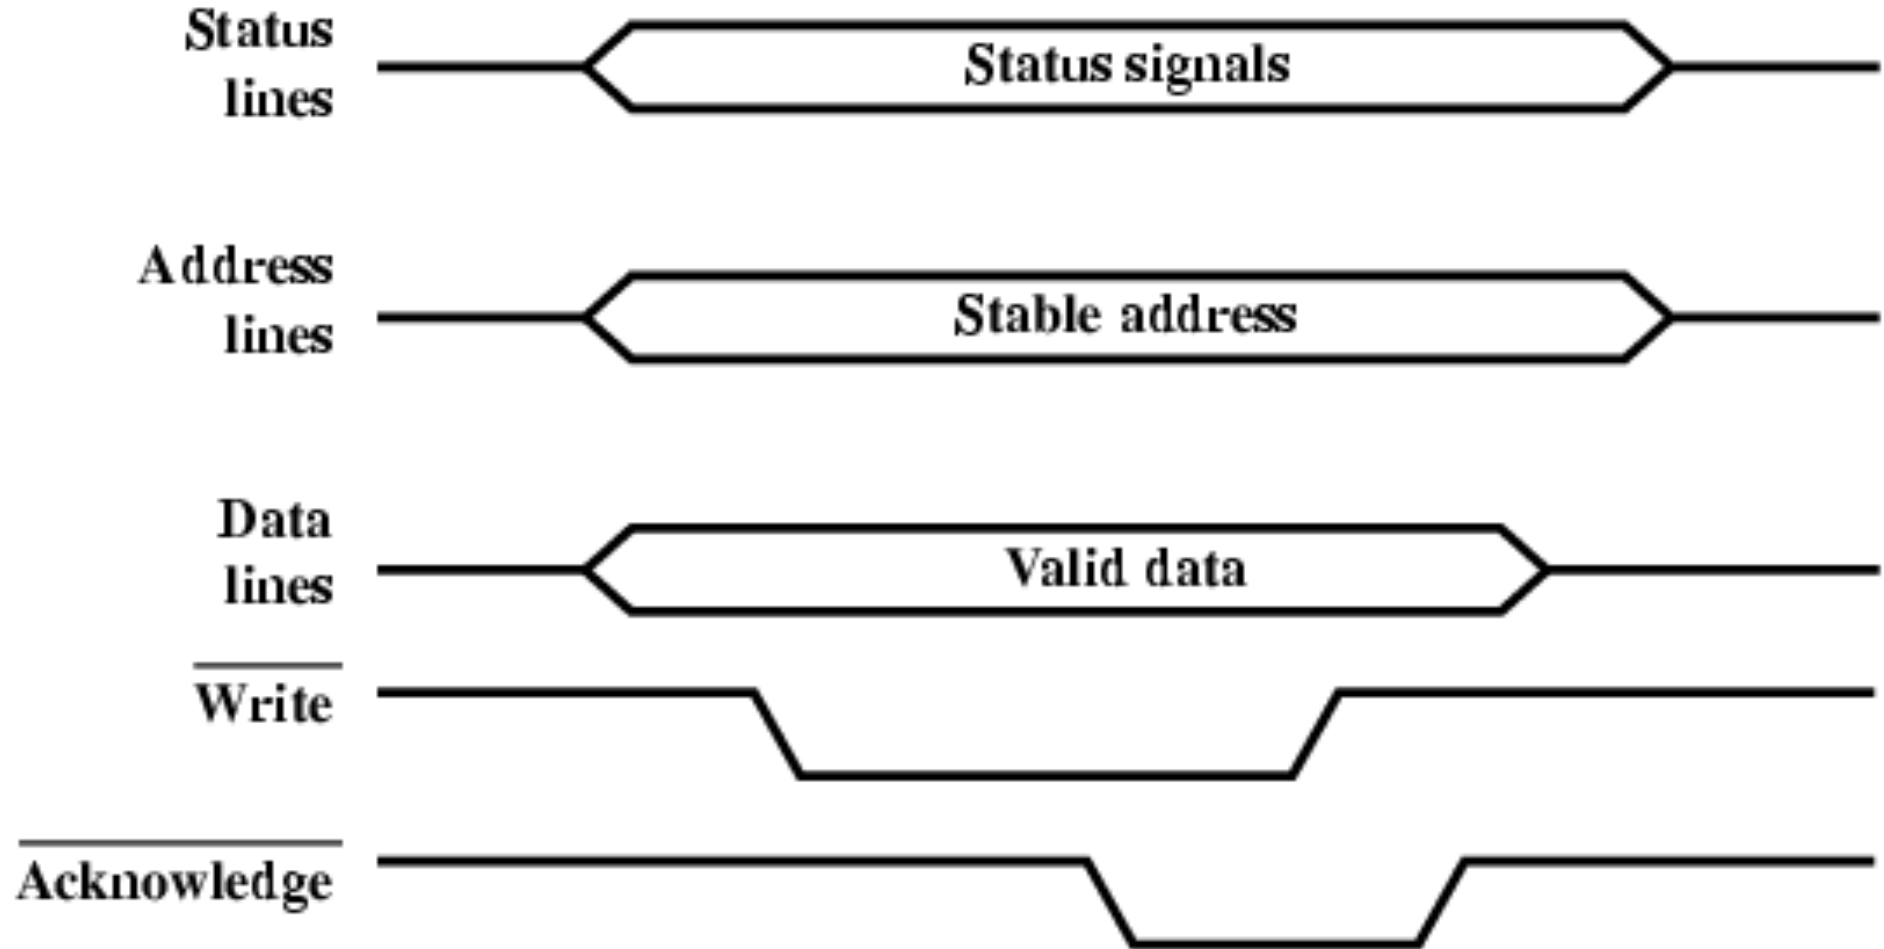 Status
lines
Status signals
Address
lines
Stable address
Data
lines
Valid data
Write
Acknowledge